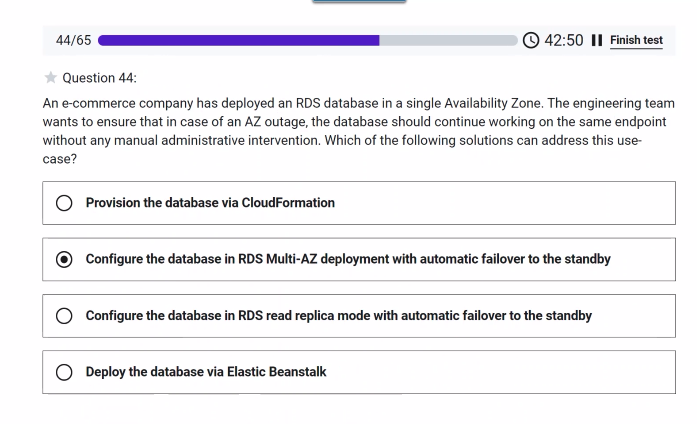 44/65
42:50
Finish test
Question 44:
An e-commerce company has deployed an RDS database in a single Availability Zone. The engineering team
wants to ensure that in case of an AZ outage, the database should continue working on the same endpoint
without any manual administrative intervention. Which of the following solutions can address this use-
case?
Provision the database via CloudFormation
Configure the database in RDS Multi-AZ deployment with automatic failover to the standby
Configure the database in RDS read replica mode with automatic failover to the standby
Deploy the database via Elastic Beanstalk